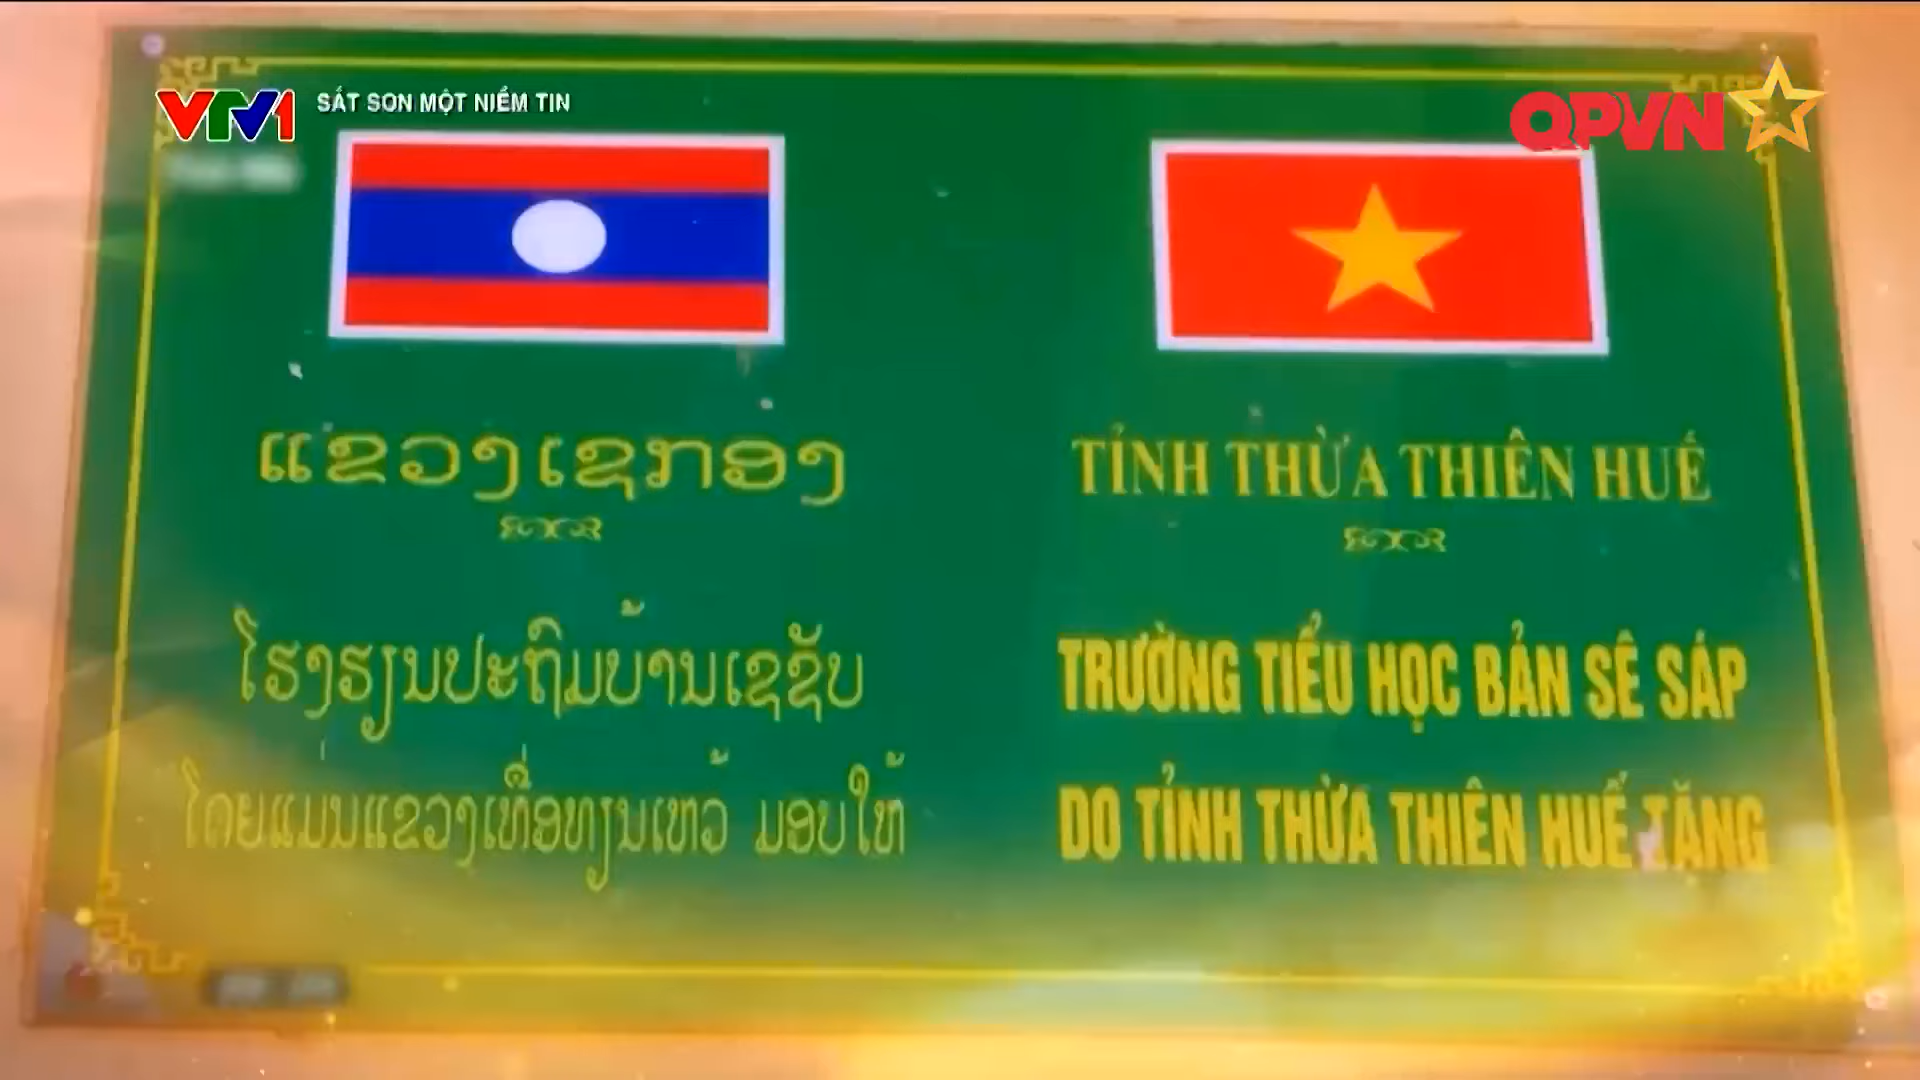 VTV1 SẮT SON MỘT NIỀM TIN
QPVN
ແຂວງເຊກອງ
TỈNH THỪA THIÊN HUẾ
ໂຮງຮຽນປະຖົມບ້ານເຊຊັບ
ໂດຍແມ່ນແຂວງເທື່ອທຽນເຫວ້ ມອບໃຫ້
TRƯỜNG TIỂU HỌC BẢN SÊ SÁP
DO TỈNH THỪA THIÊN HUẾ TẶNG